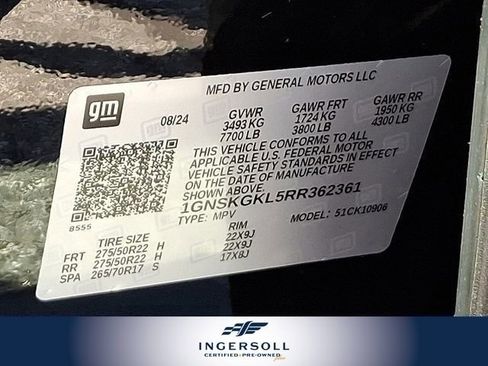 MFD BY GENERAL MOTORS LLC
gm
08/24 GVWR GAWR FRT GAWR RR
3493 KG 1724 KG 1950 KG
7700 LB 3800 LB 4300 LB
THIS VEHICLE CONFORMS TO ALL
APPLICABLE U.S. FEDERAL MOTOR
VEHICLE SAFETY STANDARDS IN EFFECT
ON THE DATE OF MANUFACTURE
SHOWN ABOVE.
1GNSKGKL5RR362361
8555 TYPE: MPV MODEL: 51CK10906
TIRE SIZE RIM
FRT 275/50R22 H 22X9J
RR 275/50R22 H 22X9J
SPA 265/70R17 S 17X8J
INGERSOLL
CERTIFIED PRE-OWNED